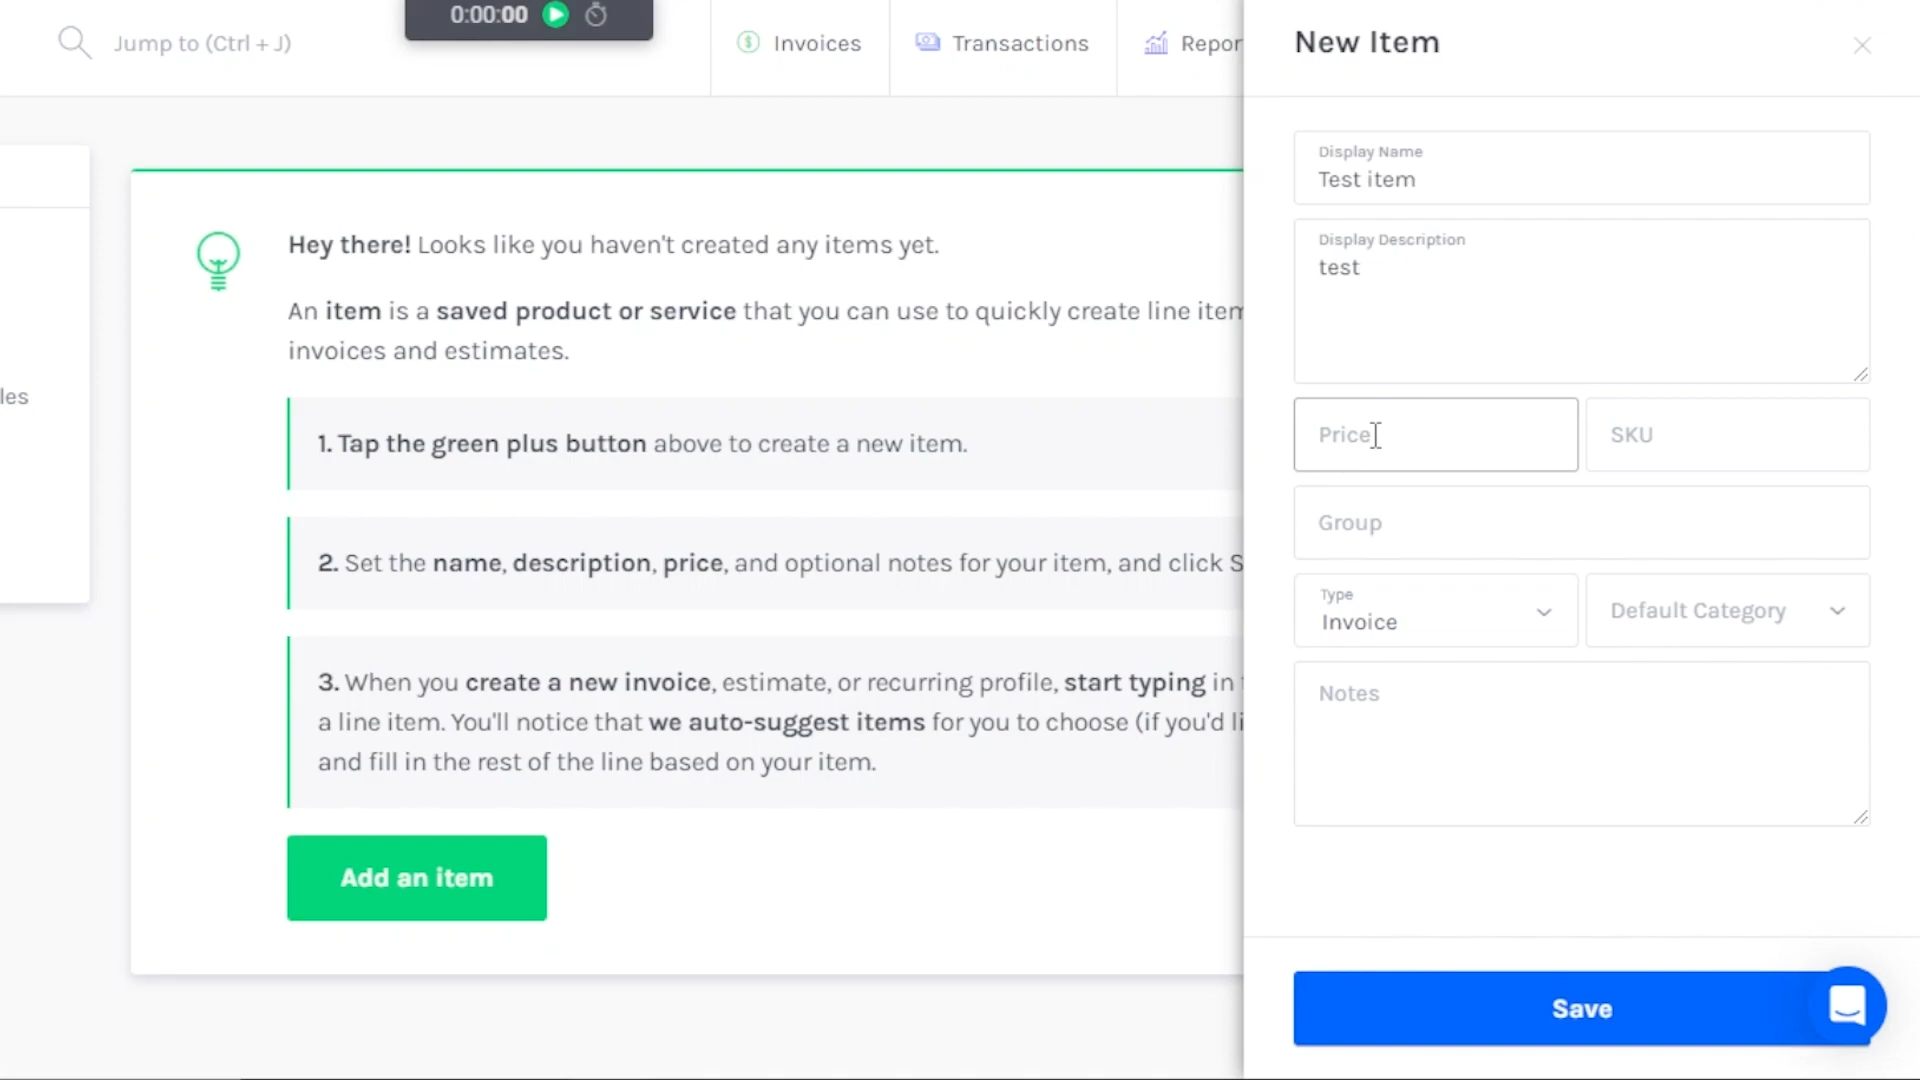 Jump to (Ctrl + J)
0:00:00
Invoices
Transactions
Repor
New Item
Display Name
Test item
Display Description
test
Price
SKU
Group
Type
Invoice
Default Category
Notes
Save
les
Hey there! Looks like you haven't created any items yet.
An item is a saved product or service that you can use to quickly create line item
invoices and estimates.
1. Tap the green plus button above to create a new item.
2. Set the name, description, price, and optional notes for your item, and click S
3. When you create a new invoice, estimate, or recurring profile, start typing in
a line item. You'll notice that we auto-suggest items for you to choose (if you'd li
and fill in the rest of the line based on your item.
Add an item